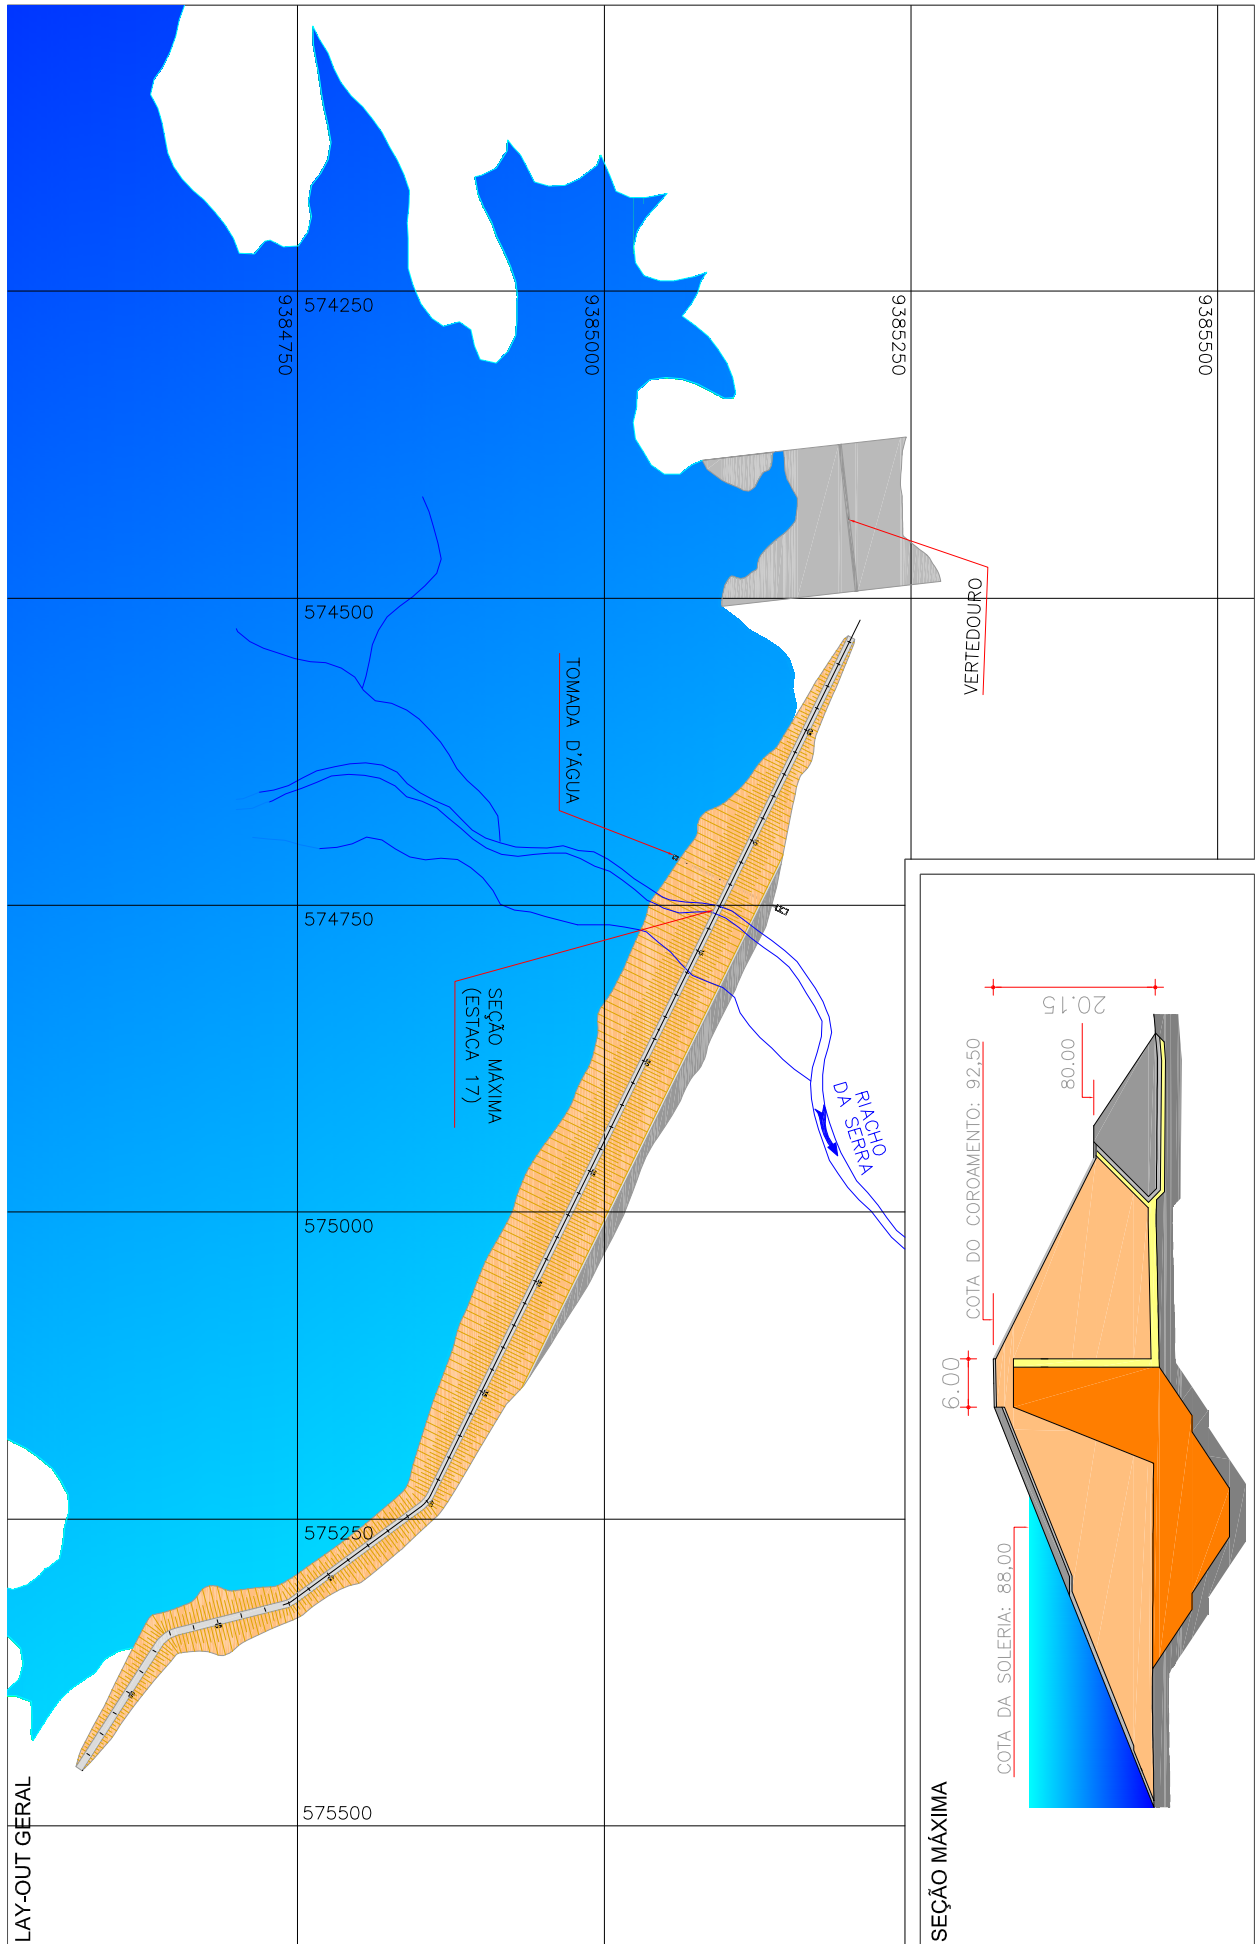 9384750
574250
9385000
9385250
9385500
574500
VERTEDOURO
TOMADA D'ÁGUA
574750
SEÇÃO MÁXIMA
(ESTACA 17)
RIACHO
DA SERRA
575000
575250
575500
LAY-OUT GERAL
20.15
80.00
COTA DO COROAMENTO: 92,50
6.00
COTA DA SOLERIA: 88,00
SEÇÃO MÁXIMA